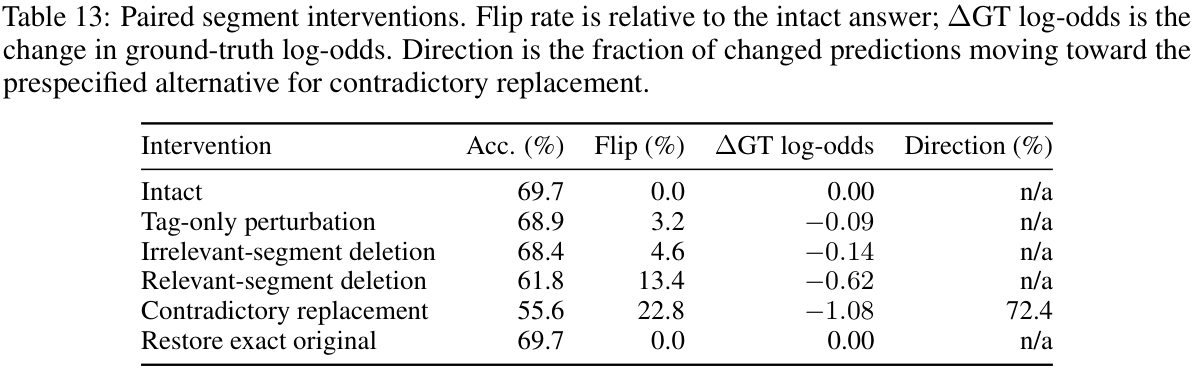 Table 13: Paired segment interventions. Flip rate is relative to the intact answer; ΔGT log-odds is the
change in ground-truth log-odds. Direction is the fraction of changed predictions moving toward the
prespecified alternative for contradictory replacement.
Intervention Acc. (%) Flip (%) ΔGT log-odds Direction (%)
Intact 69.7 0.0 0.00 n/a
Tag-only perturbation 68.9 3.2 −0.09 n/a
Irrelevant-segment deletion 68.4 4.6 −0.14 n/a
Relevant-segment deletion 61.8 13.4 −0.62 n/a
Contradictory replacement 55.6 22.8 −1.08 72.4
Restore exact original 69.7 0.0 0.00 n/a